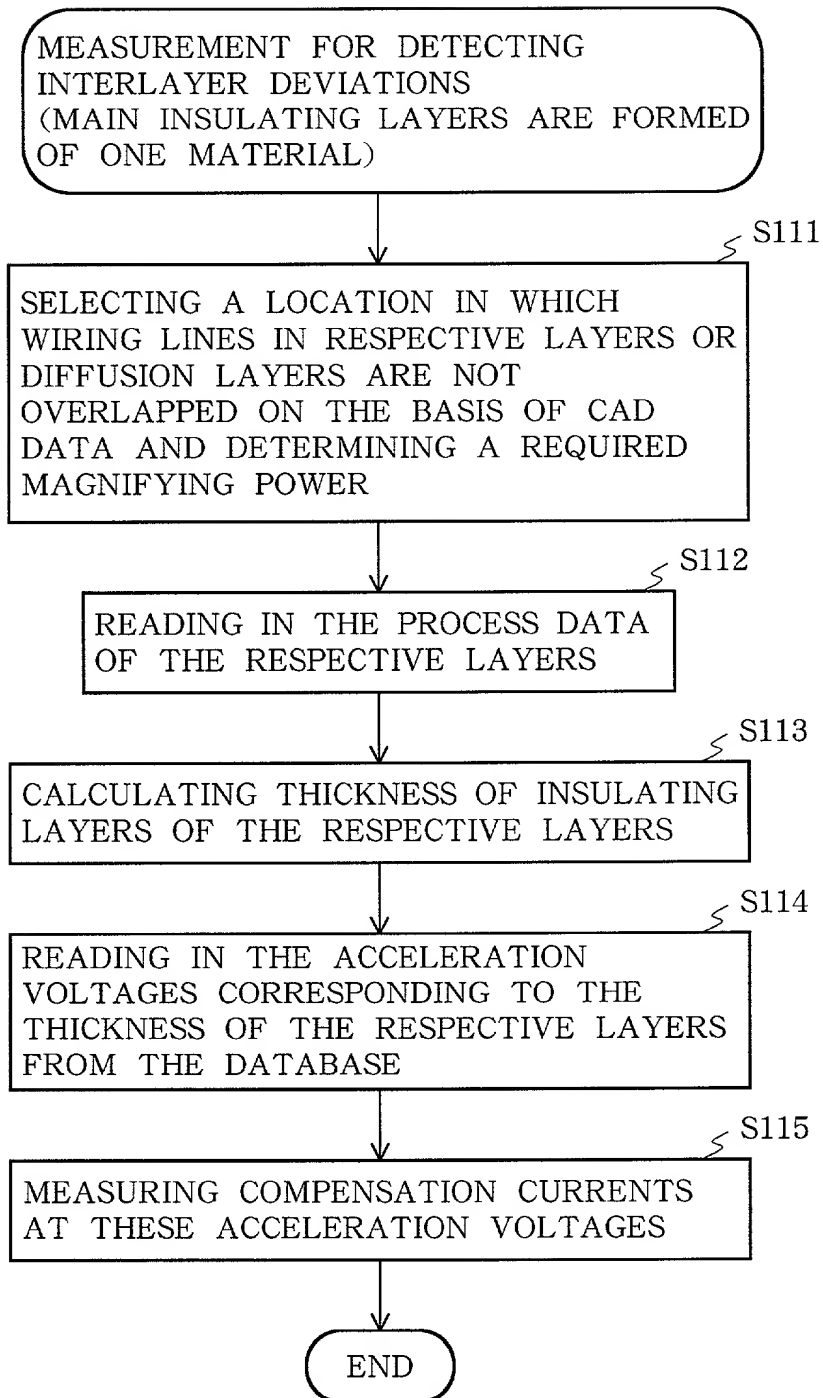 MEASUREMENT FOR DETECTING
INTERLAYER DEVIATIONS
(MAIN INSULATING LAYERS ARE FORMED
OF ONE MATERIAL)
S111
SELECTING A LOCATION IN WHICH
WIRING LINES IN RESPECTIVE LAYERS OR
DIFFUSION LAYERS ARE NOT
OVERLAPPED ON THE BASIS OF CAD
DATA AND DETERMINING A REQUIRED
MAGNIFYING POWER
S112
READING IN THE PROCESS DATA
OF THE RESPECTIVE LAYERS
S113
CALCULATING THICKNESS OF INSULATING
LAYERS OF THE RESPECTIVE LAYERS
S114
READING IN THE ACCELERATION
VOLTAGES CORRESPONDING TO THE
THICKNESS OF THE RESPECTIVE LAYERS
FROM THE DATABASE
S115
MEASURING COMPENSATION CURRENTS
AT THESE ACCELERATION VOLTAGES
END